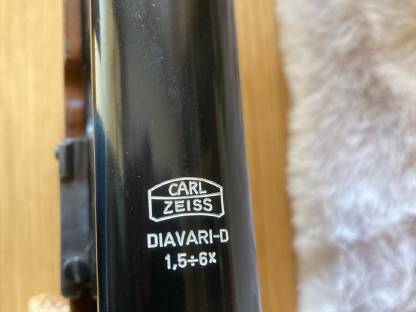 CARL
ZEISS
DIAVARI-D
1,5÷6x